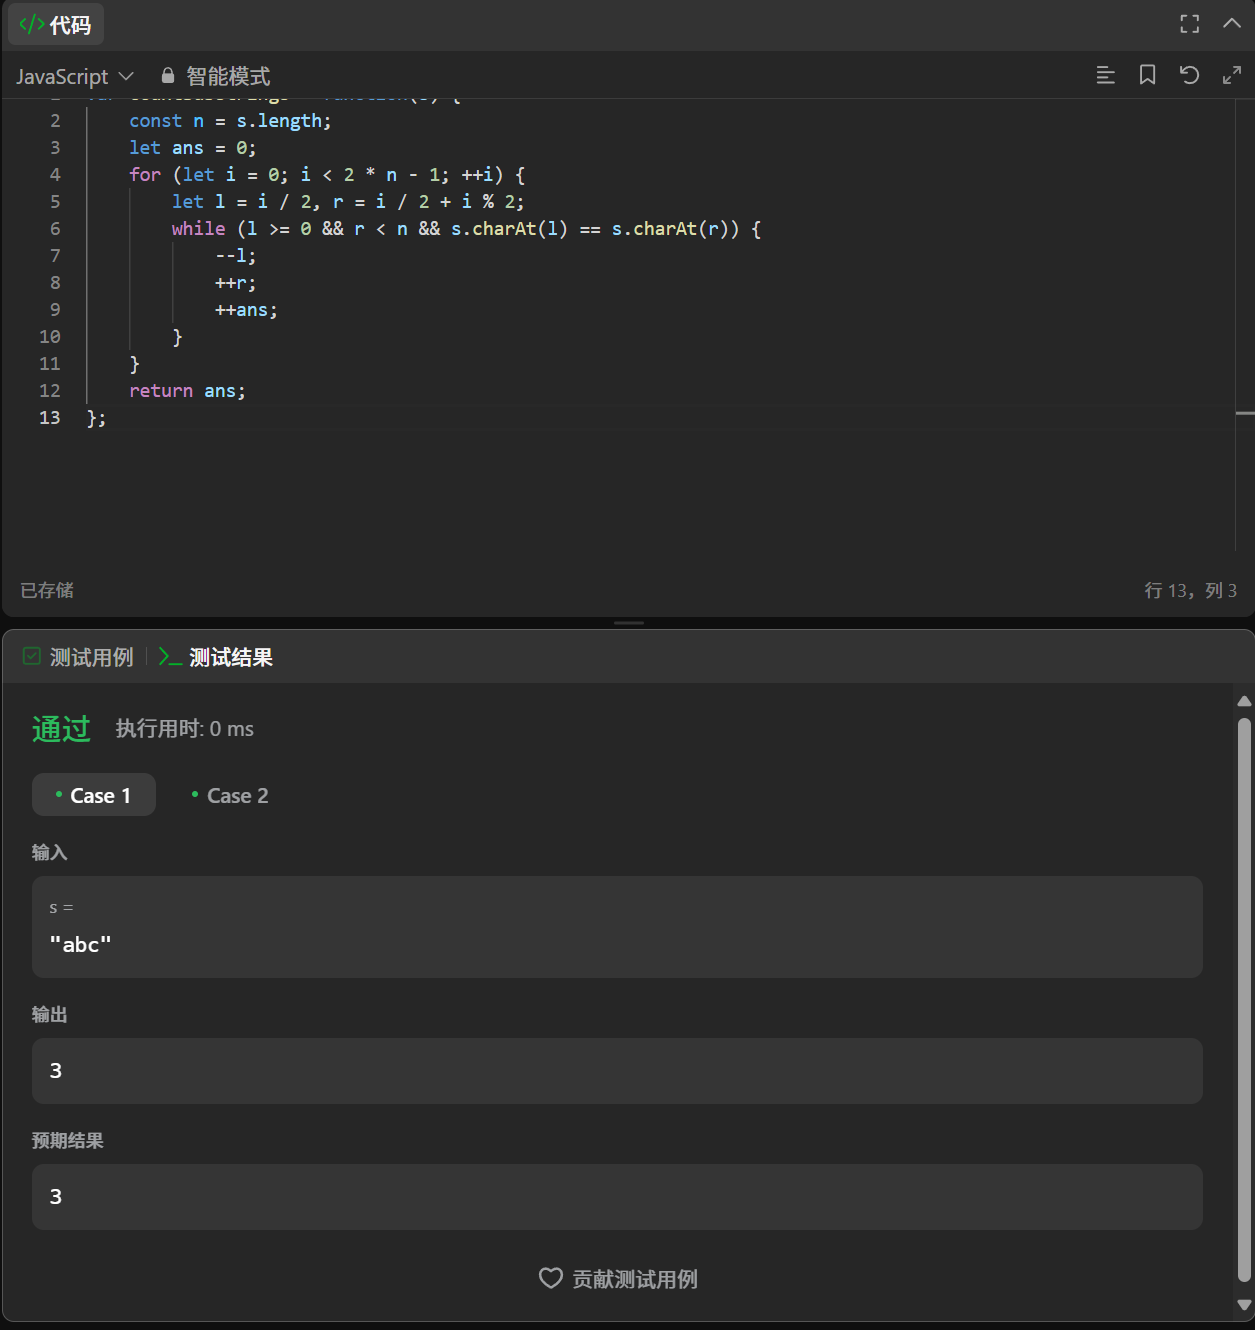 </> 代码
JavaScript 智能模式
2 const n = s.length;
3 let ans = 0;
4 for (let i = 0; i < 2 * n - 1; ++i) {
5 let l = i / 2, r = i / 2 + i % 2;
6 while (l >= 0 && r < n && s.charAt(l) == s.charAt(r)) {
7 --l;
8 ++r;
9 ++ans;
10 }
11 }
12 return ans;
13 };
已存储 行 13，列 3
测试用例 >_ 测试结果
通过 执行用时: 0 ms
Case 1 Case 2
输入
s =
"abc"
输出
3
预期结果
3
贡献测试用例